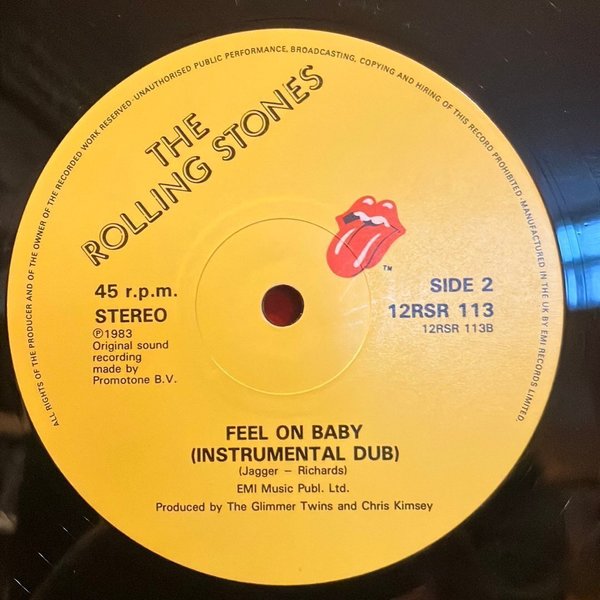 ALL RIGHTS OF THE PRODUCER AND OF THE OWNER OF THE RECORDED WORK RESERVED · UNAUTHORISED PUBLIC PERFORMANCE, BROADCASTING, COPYING AND HIRING OF THIS RECORD PROHIBITED · MANUFACTURED IN THE UK BY EMI RECORDS LIMITED.
THE
ROLLING STONES
TM
45 r.p.m.
STEREO
℗1983
Original sound
recording
made by
Promotone B.V.
SIDE 2
12RSR 113
12RSR 113B
FEEL ON BABY
(INSTRUMENTAL DUB)
(Jagger – Richards)
EMI Music Publ. Ltd.
Produced by The Glimmer Twins and Chris Kimsey